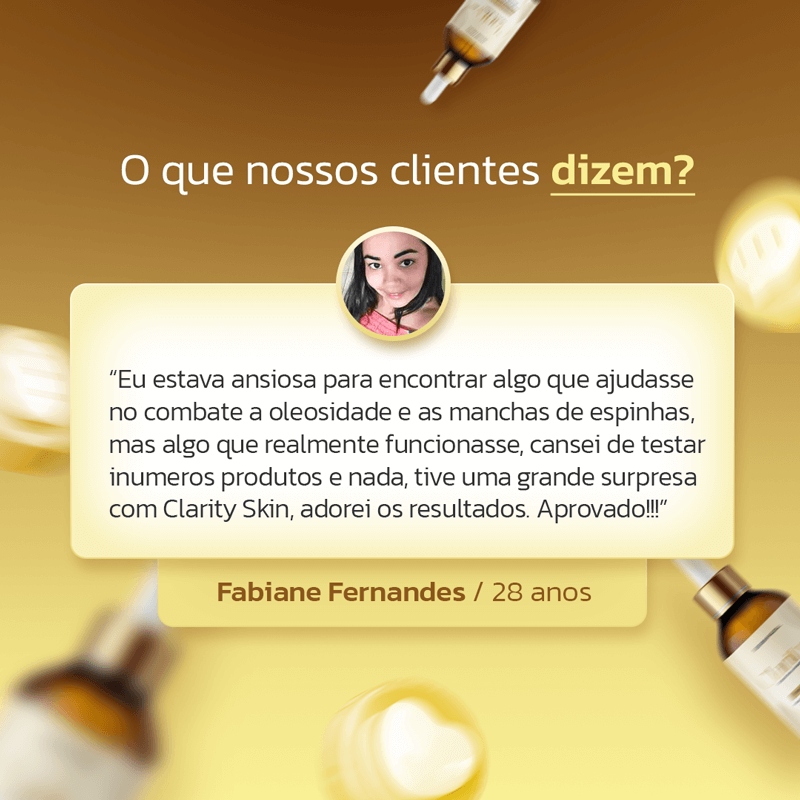 O que nossos clientes dizem?
“Eu estava ansiosa para encontrar algo que ajudasse
no combate a oleosidade e as manchas de espinhas,
mas algo que realmente funcionasse, cansei de testar
inumeros produtos e nada, tive uma grande surpresa
com Clarity Skin, adorei os resultados. Aprovado!!!”
Fabiane Fernandes / 28 anos